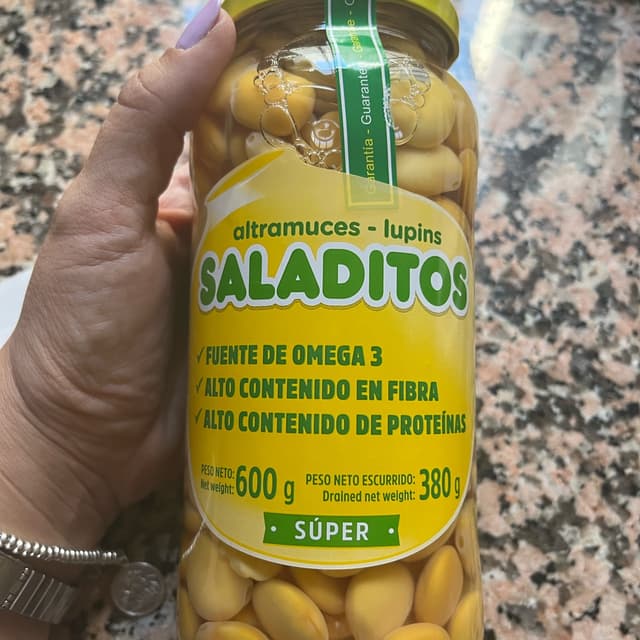 Garantia - Guarantee - Garantie - G
altramuces - lupins
SALADITOS
✓FUENTE DE OMEGA 3
✓ALTO CONTENIDO EN FIBRA
✓ALTO CONTENIDO DE PROTEÍNAS
PESO NETO: 600 g
Net weight:
PESO NETO ESCURRIDO: 380 g
Drained net weight:
· SÚPER ·